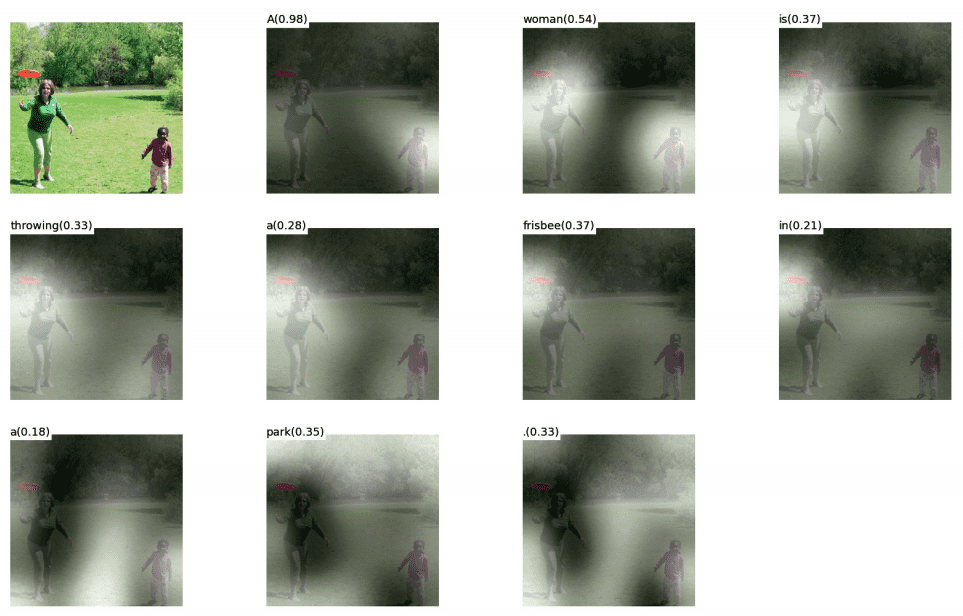 A(0.98) woman(0.54) is(0.37)
throwing(0.33) a(0.28) frisbee(0.37) in(0.21)
a(0.18) park(0.35) .(0.33)